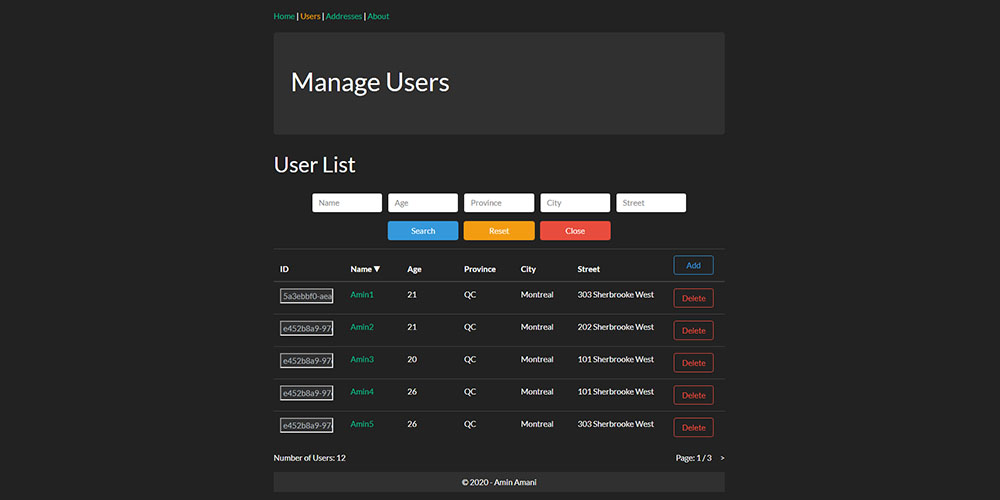 Home | Users | Addresses | About
Manage Users
User List
Name Age Province City Street
Search Reset Close
ID Name ▼ Age Province City Street Add
5a3ebbf0-aea Amin1 21 QC Montreal 303 Sherbrooke West Delete
e452b8a9-97 Amin2 21 QC Montreal 202 Sherbrooke West Delete
e452b8a9-97 Amin3 20 QC Montreal 101 Sherbrooke West Delete
e452b8a9-97 Amin4 26 QC Montreal 101 Sherbrooke West Delete
e452b8a9-97 Amin5 26 QC Montreal 303 Sherbrooke West Delete
Number of Users: 12 Page: 1 / 3 >
© 2020 - Amin Amani